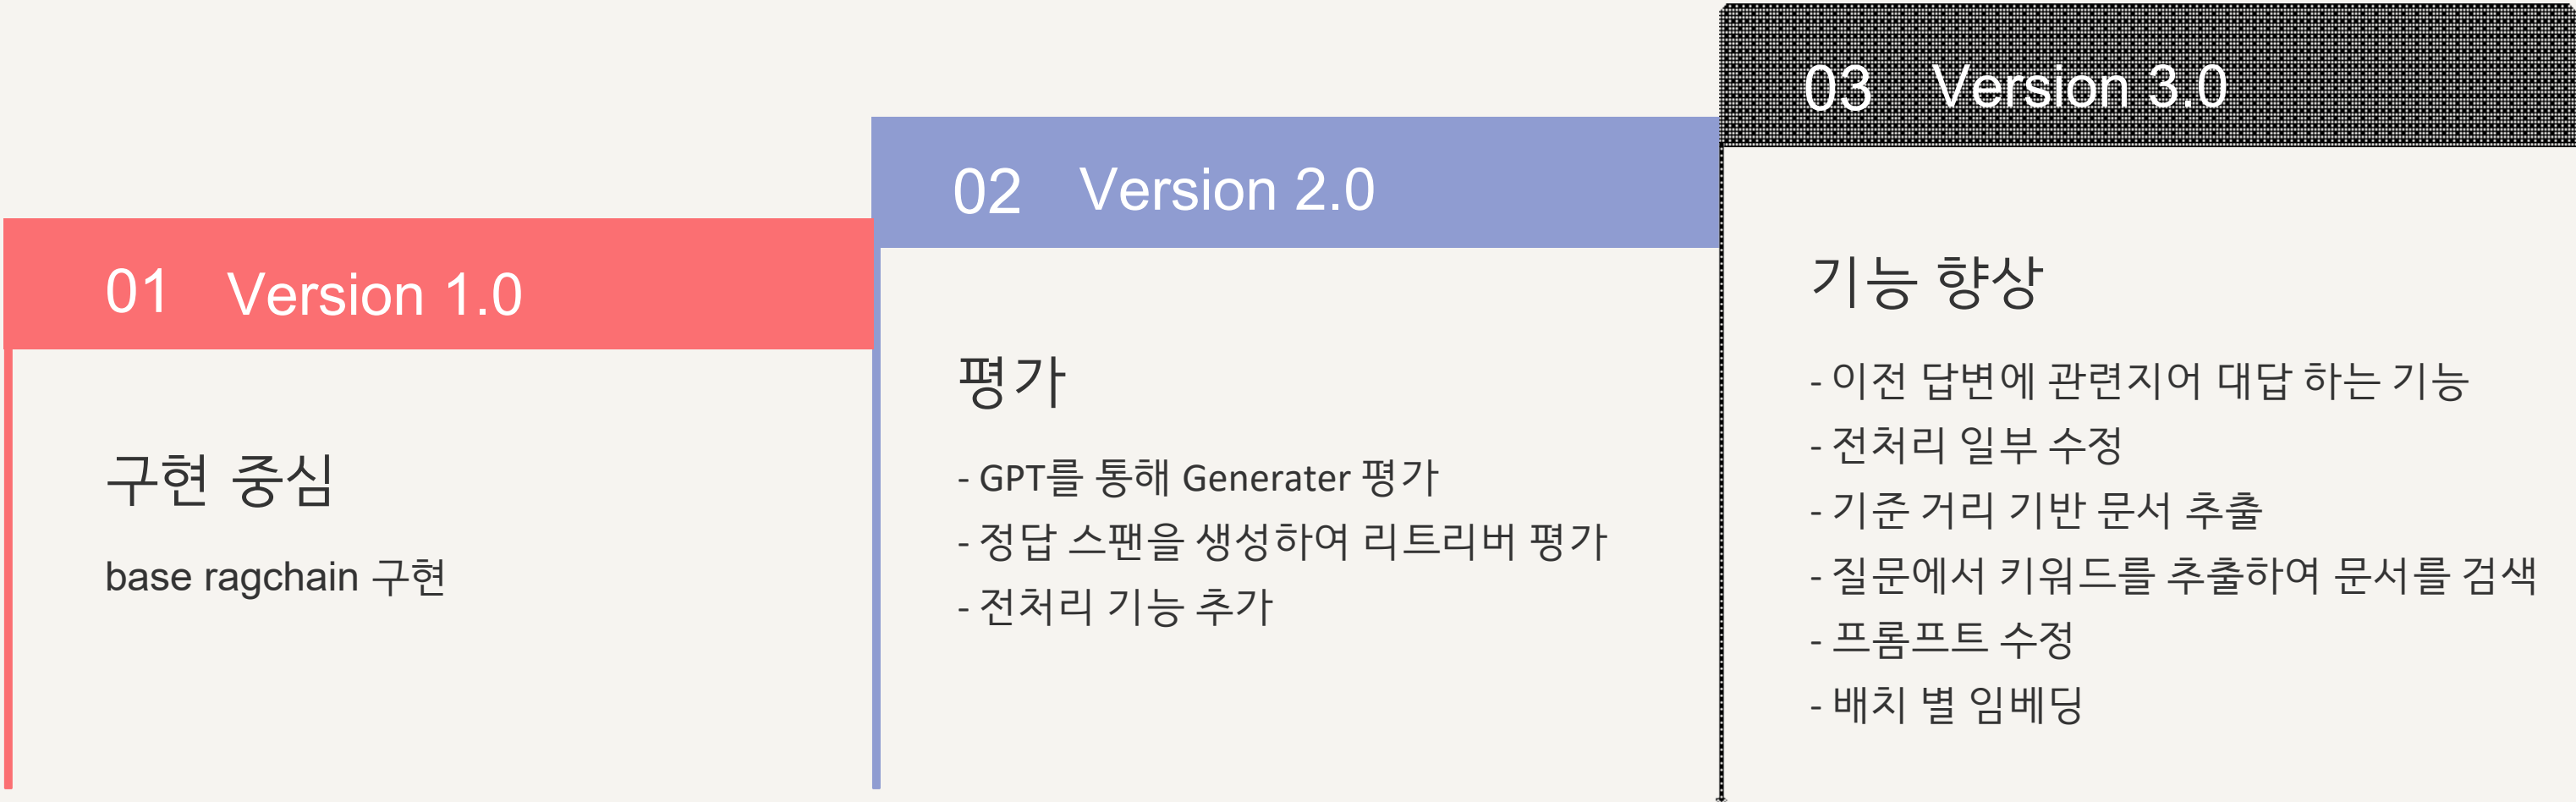 01 Version 1.0
구현 중심
base ragchain 구현
02 Version 2.0
평가
- GPT를 통해 Generater 평가
- 정답 스팬을 생성하여 리트리버 평가
- 전처리 기능 추가
03 Version 3.0
기능 향상
- 이전 답변에 관련지어 대답 하는 기능
- 전처리 일부 수정
- 기준 거리 기반 문서 추출
- 질문에서 키워드를 추출하여 문서를 검색
- 프롬프트 수정
- 배치 별 임베딩